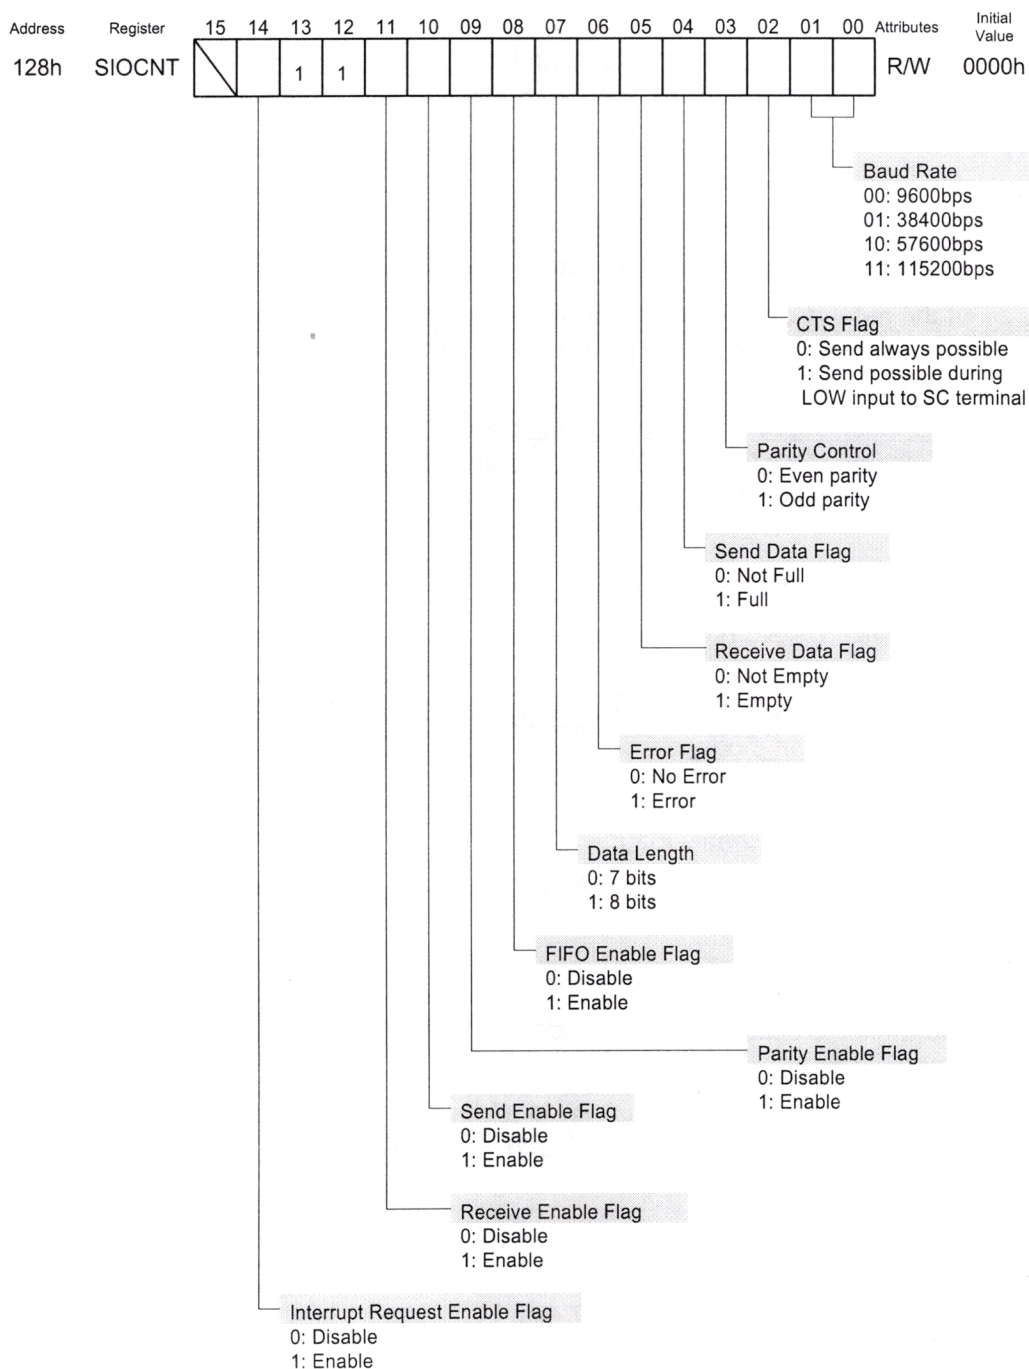 Address Register 15 14 13 12 11 10 09 08 07 06 05 04 03 02 01 00 Attributes Initial Value
128h SIOCNT 1 1 R/W 0000h
Baud Rate
00: 9600bps
01: 38400bps
10: 57600bps
11: 115200bps
CTS Flag
0: Send always possible
1: Send possible during
LOW input to SC terminal
Parity Control
0: Even parity
1: Odd parity
Send Data Flag
0: Not Full
1: Full
Receive Data Flag
0: Not Empty
1: Empty
Error Flag
0: No Error
1: Error
Data Length
0: 7 bits
1: 8 bits
FIFO Enable Flag
0: Disable
1: Enable
Parity Enable Flag
0: Disable
1: Enable
Send Enable Flag
0: Disable
1: Enable
Receive Enable Flag
0: Disable
1: Enable
Interrupt Request Enable Flag
0: Disable
1: Enable